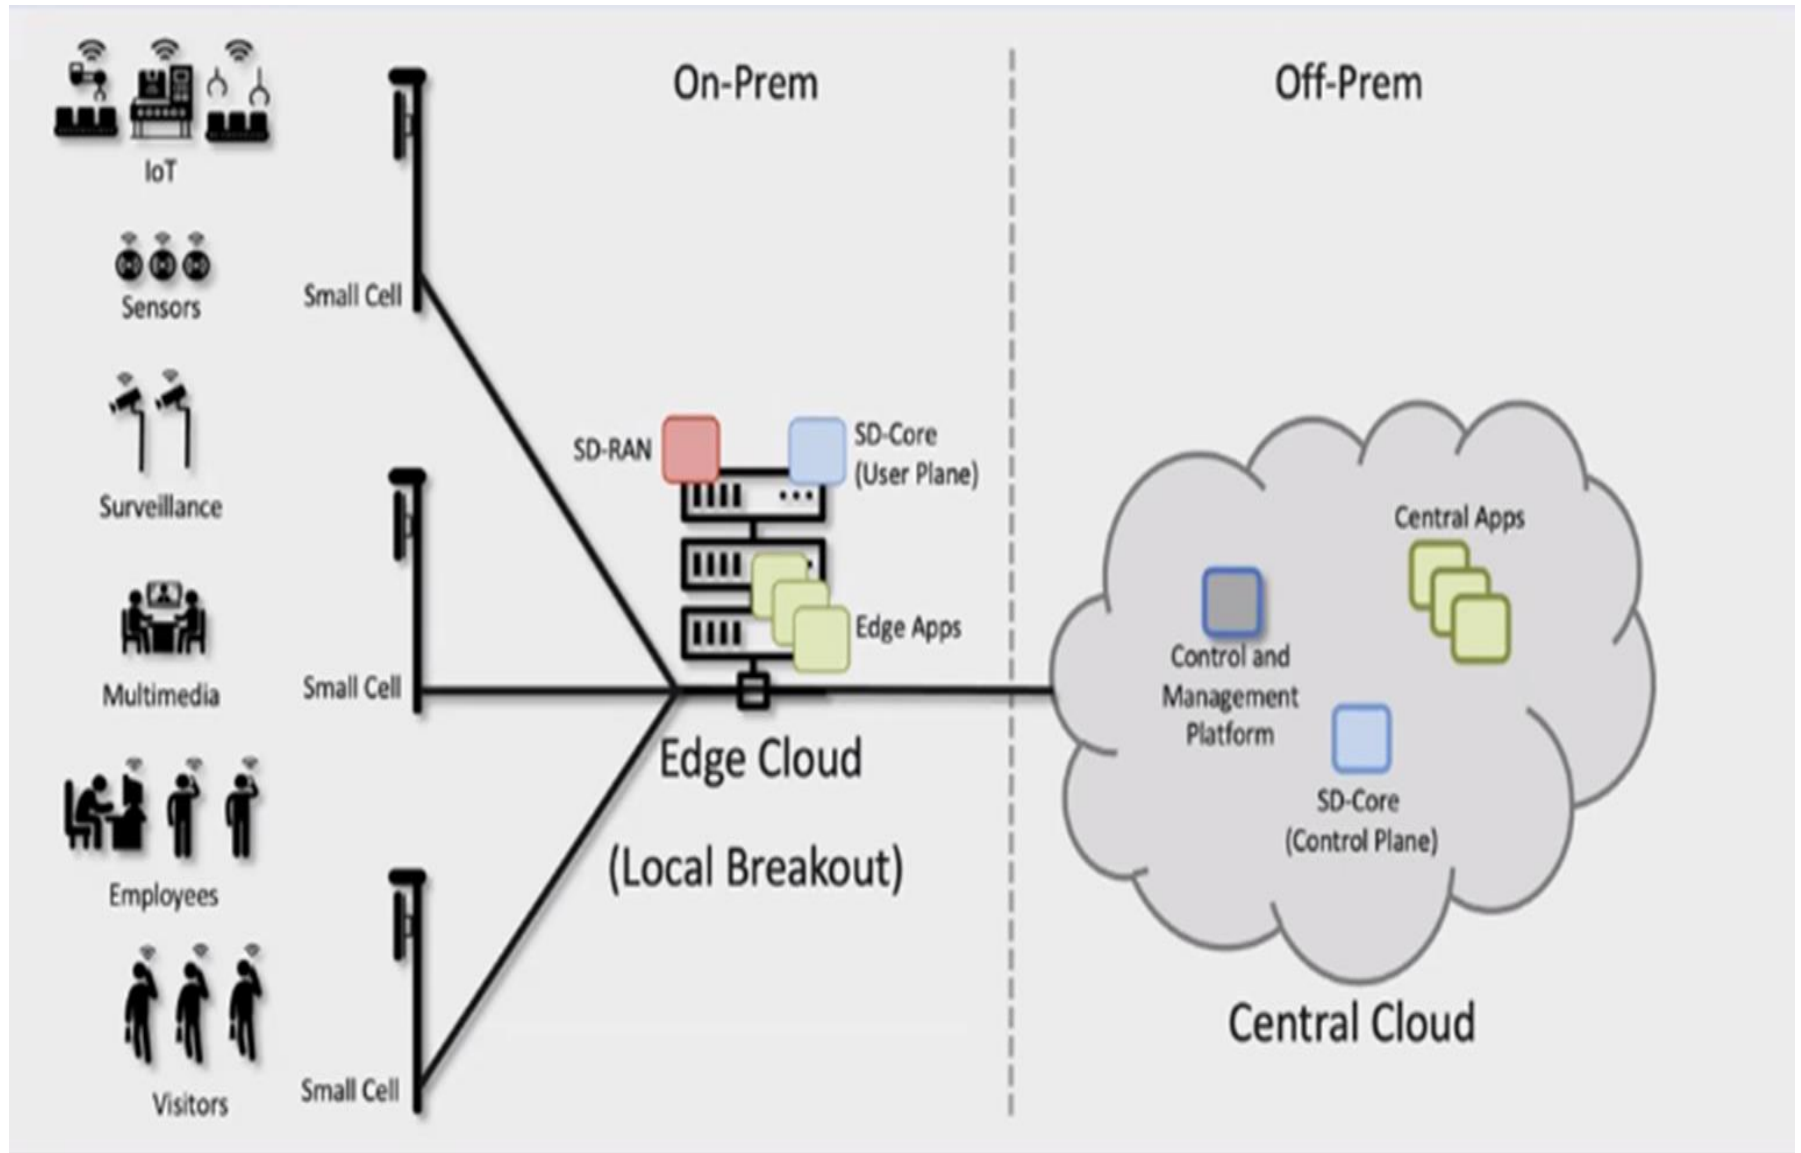 On-Prem
Off-Prem
IoT
Sensors
Surveillance
Multimedia
Employees
Visitors
Small Cell
Small Cell
Small Cell
SD-RAN
SD-Core
(User Plane)
Edge Apps
Edge Cloud
(Local Breakout)
Central Apps
Control and
Management
Platform
SD-Core
(Control Plane)
Central Cloud